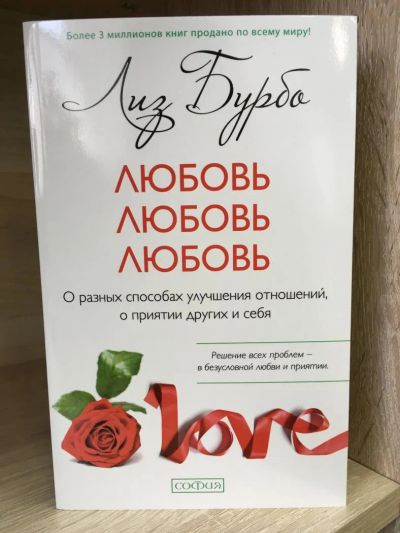 Более 3 миллионов книг продано по всему миру!
Лиз Бурбо
ЛЮБОВЬ
ЛЮБОВЬ
ЛЮБОВЬ
О разных способах улучшения отношений,
о приятии других и себя
Решение всех проблем –
в безусловной любви и приятии.
love
СОФИЯ